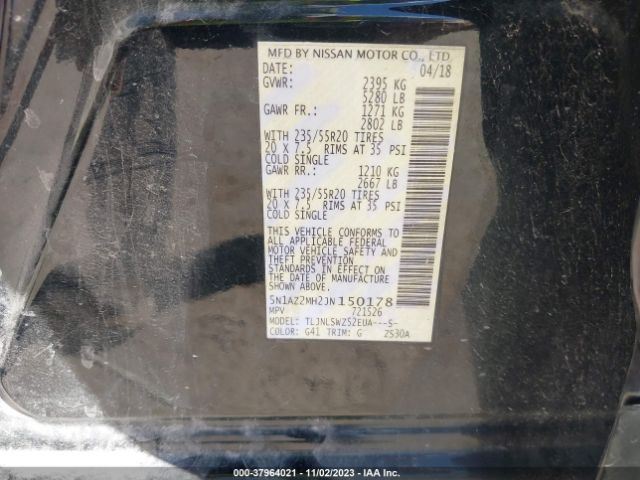 MFD BY NISSAN MOTOR CO., LTD.
DATE: 04/18
GVWR: 2395 KG
5280 LB
GAWR FR.: 1271 KG
2802 LB
WITH 235/55R20 TIRES
20 X 7.5 RIMS AT 35 PSI
COLD SINGLE
GAWR RR.: 1210 KG
2667 LB
WITH 235/55R20 TIRES
20 X 7.5 RIMS AT 35 PSI
COLD SINGLE
THIS VEHICLE CONFORMS TO
ALL APPLICABLE FEDERAL
MOTOR VEHICLE SAFETY AND
THEFT PREVENTION
STANDARDS IN EFFECT ON
THE DATE OF MANUFACTURE
SHOWN ABOVE
5N1AZ2MH2JN150178
MPV 721526
MODEL: TLJNLSWZ52EUA---S-
COLOR: G41 TRIM: G Z530A
000-37964021 - 11/02/2023 - IAA Inc.